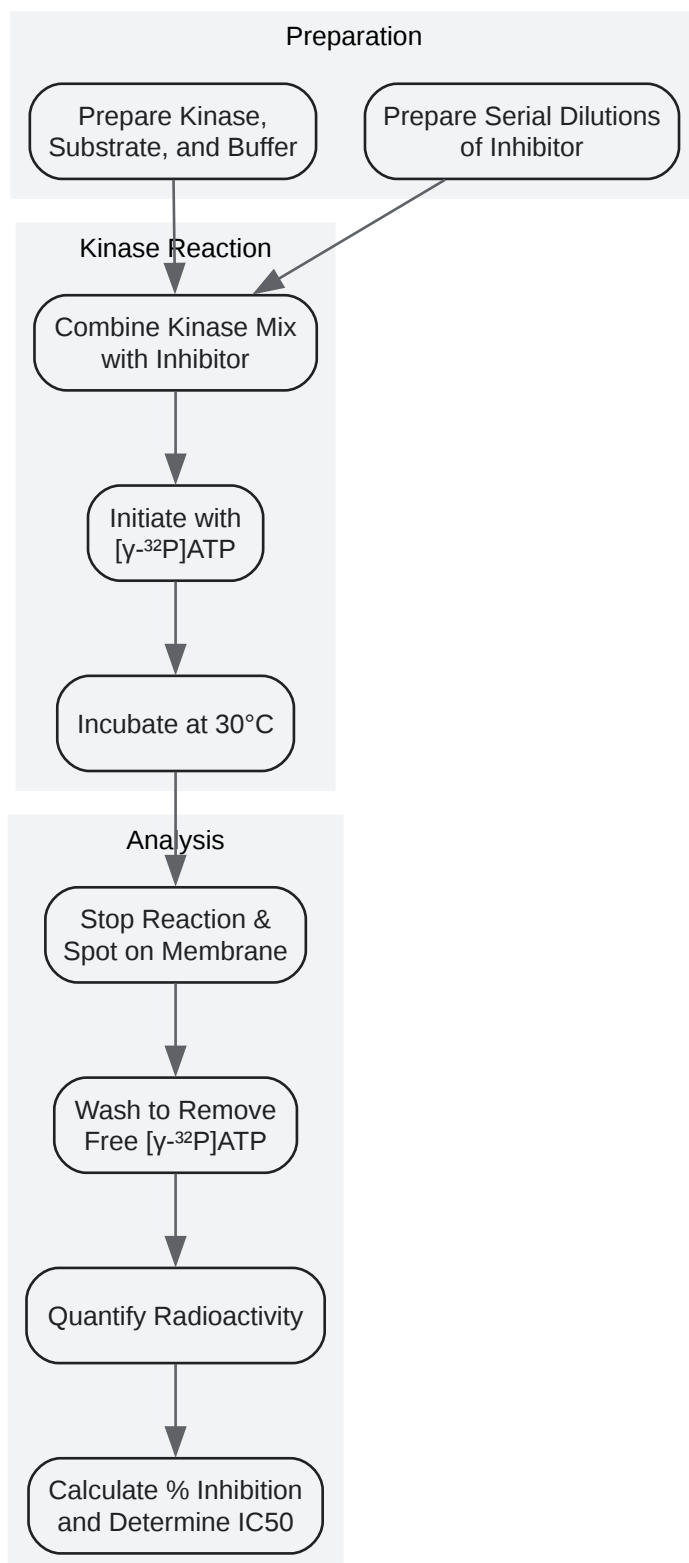 Preparation
Prepare Kinase,
Substrate, and Buffer
Prepare Serial Dilutions
of Inhibitor
Kinase Reaction
Combine Kinase Mix
with Inhibitor
Initiate with
[γ-³²P]ATP
Incubate at 30°C
Analysis
Stop Reaction &
Spot on Membrane
Wash to Remove
Free [γ-³²P]ATP
Quantify Radioactivity
Calculate % Inhibition
and Determine IC50